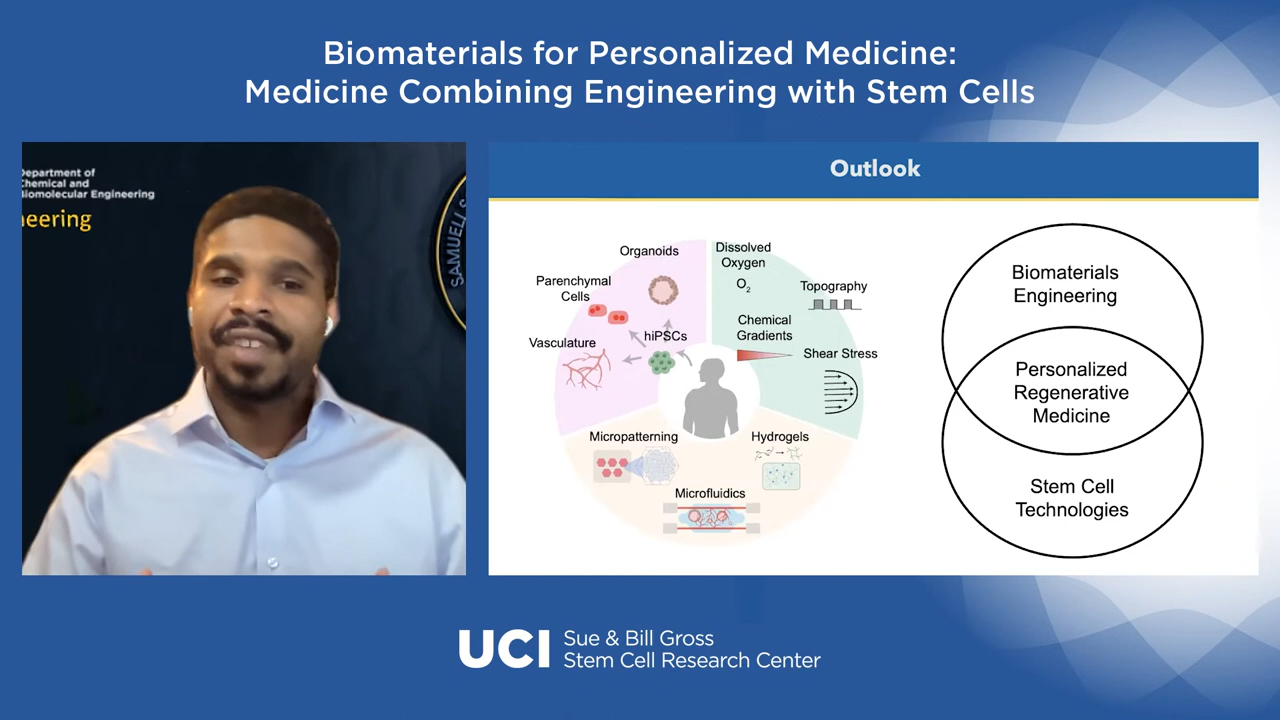 Biomaterials for Personalized Medicine:
Medicine Combining Engineering with Stem Cells
Department of
Chemical and
Biomolecular Engineering
neering
SAMUELI S
Outlook
Organoids
Parenchymal
Cells
hiPSCs
Vasculature
Dissolved
Oxygen
O2
Topography
Chemical
Gradients
Shear Stress
Micropatterning
Hydrogels
Microfluidics
Biomaterials
Engineering
Personalized
Regenerative
Medicine
Stem Cell
Technologies
UCI
Sue & Bill Gross
Stem Cell Research Center